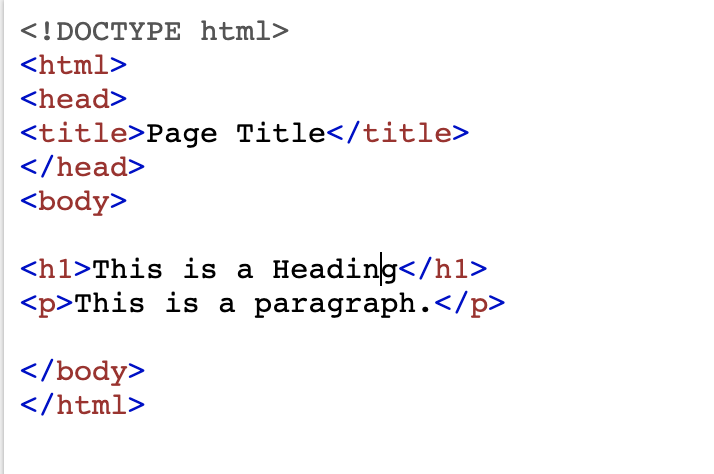 <!DOCTYPE html>
<html>
<head>
<title>Page Title</title>
</head>
<body>
<h1>This is a Heading</h1>
<p>This is a paragraph.</p>
</body>
</html>